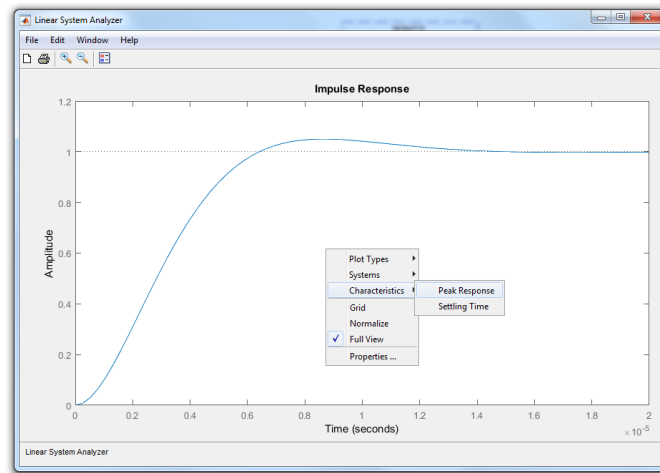 Linear System Analyzer
File Edit Window Help
Impulse Response
1.2
1
0.8
0.6
0.4
0.2
0
Amplitude
Plot Types
Systems
Characteristics
Peak Response
Settling Time
Grid
Normalize
Full View
Properties ...
0 0.2 0.4 0.6 0.8 1 1.2 1.4 1.6 1.8 2
Time (seconds)
× 10⁻⁵
Linear System Analyzer